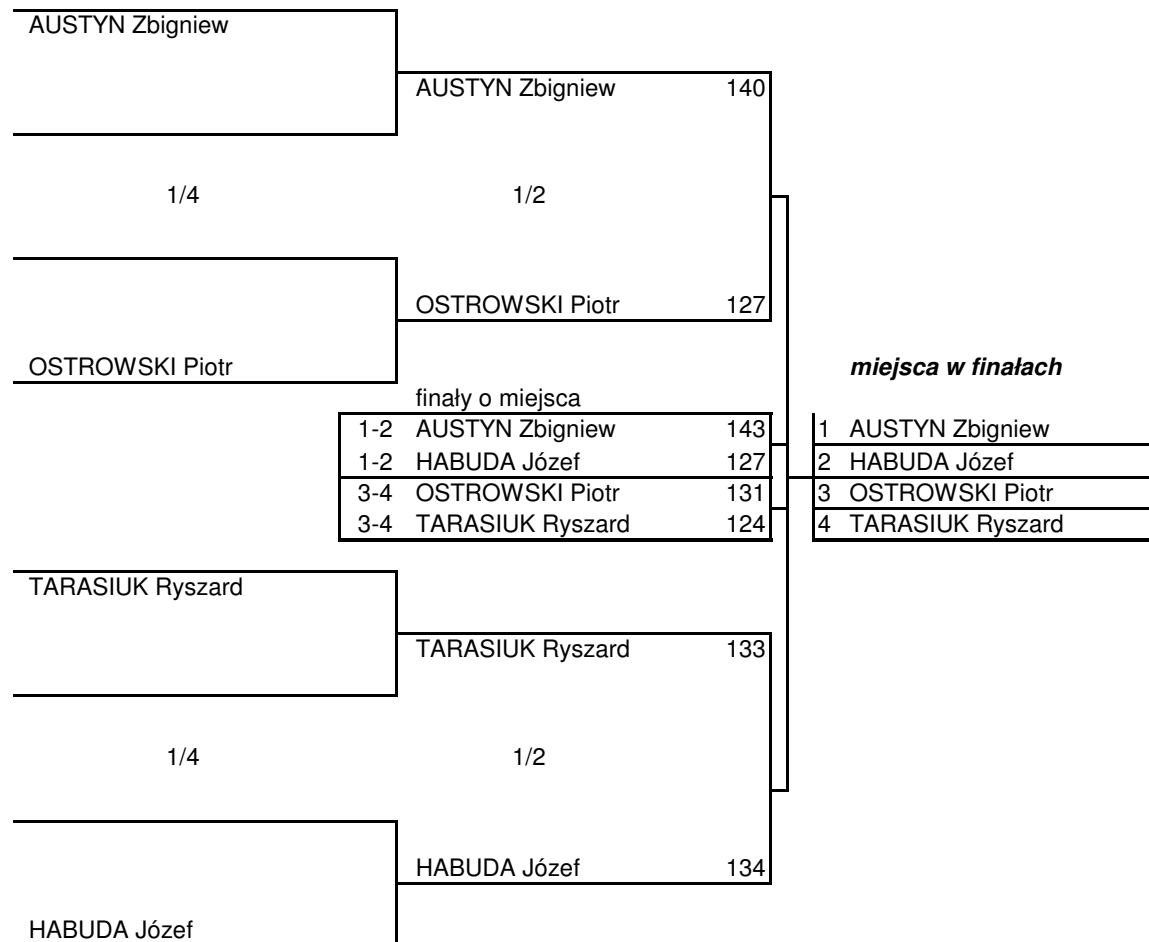 AUSTYN Zbigniew
AUSTYN Zbigniew 140
1/4 1/2
OSTROWSKI Piotr 127
OSTROWSKI Piotr miejsca w finałach
finały o miejsca
1-2 AUSTYN Zbigniew 143 1 AUSTYN Zbigniew
1-2 HABUDA Józef 127 2 HABUDA Józef
3-4 OSTROWSKI Piotr 131 3 OSTROWSKI Piotr
3-4 TARASIUK Ryszard 124 4 TARASIUK Ryszard
TARASIUK Ryszard
TARASIUK Ryszard 133
1/4 1/2
HABUDA Józef 134
HABUDA Józef